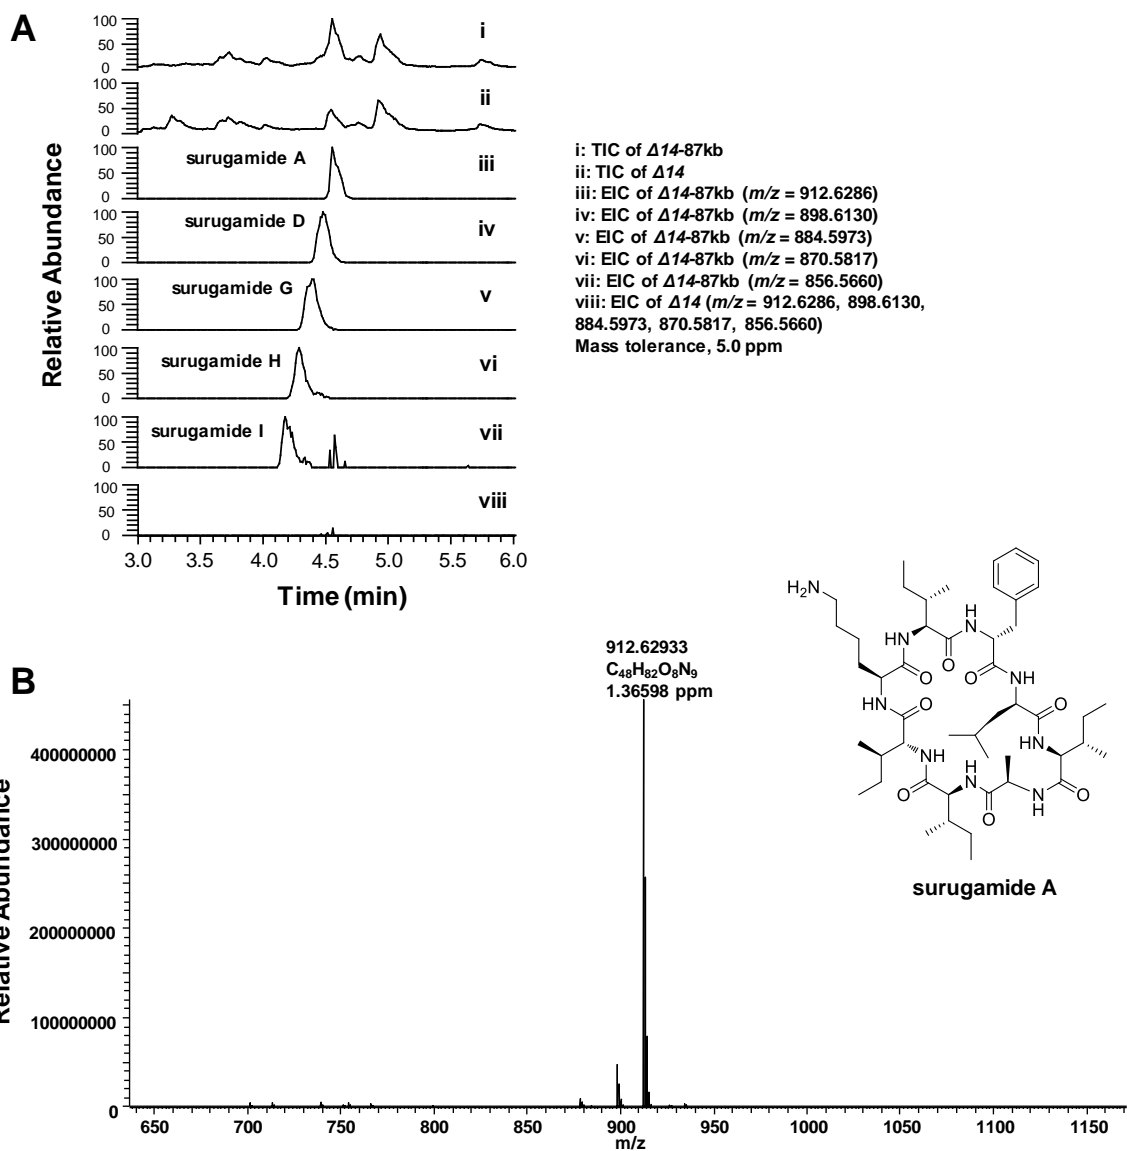 A
100
50
0
i
100
50
0
ii
100
50
0
surugamide A
iii
100
50
0
surugamide D
iv
100
50
0
surugamide G
v
100
50
0
surugamide H
vi
100
50
0
surugamide I
vii
100
50
0
viii
Relative Abundance
3.0 3.5 4.0 4.5 5.0 5.5 6.0
Time (min)
i: TIC of Δ14-87kb
ii: TIC of Δ14
iii: EIC of Δ14-87kb (m/z = 912.6286)
iv: EIC of Δ14-87kb (m/z = 898.6130)
v: EIC of Δ14-87kb (m/z = 884.5973)
vi: EIC of Δ14-87kb (m/z = 870.5817)
vii: EIC of Δ14-87kb (m/z = 856.5660)
viii: EIC of Δ14 (m/z = 912.6286, 898.6130,
884.5973, 870.5817, 856.5660)
Mass tolerance, 5.0 ppm
B
912.62933
C₄₈H₈₂O₈N₉
1.36598 ppm
400000000
300000000
200000000
100000000
0
Relative Abundance
650 700 750 800 850 900 950 1000 1050 1100 1150
m/z
H₂N
HN
O
H
N
O
O
NH
O
HN
O
NH
O
H
N
O
N
H
O
HN
surugamide A